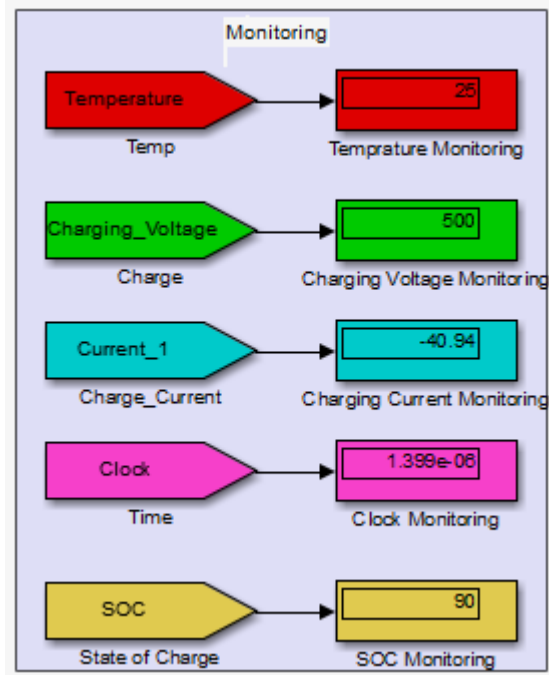 Monitoring
Temperature
25
Temp
Temprature Monitoring
Charging_Voltage
500
Charge
Charging Voltage Monitoring
Current_1
-40.94
Charge_Current
Charging Current Monitoring
Clock
1.399e-06
Time
Clock Monitoring
SOC
90
State of Charge
SOC Monitoring